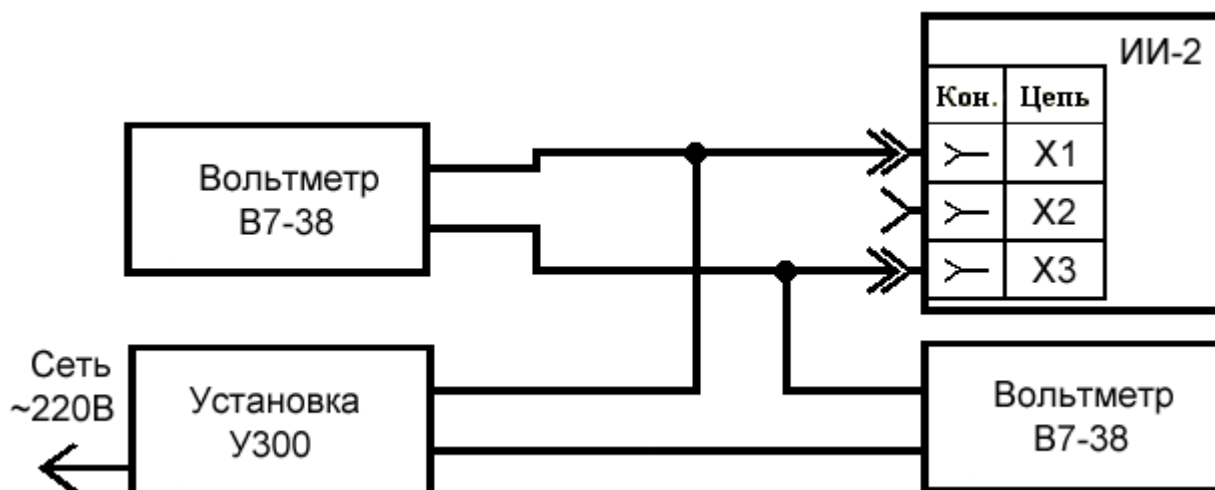 ИИ-2
Кон. Цепь
Х1
Х2
Х3
Вольтметр
В7-38
Сеть
~220В
Установка
У300
Вольтметр
В7-38